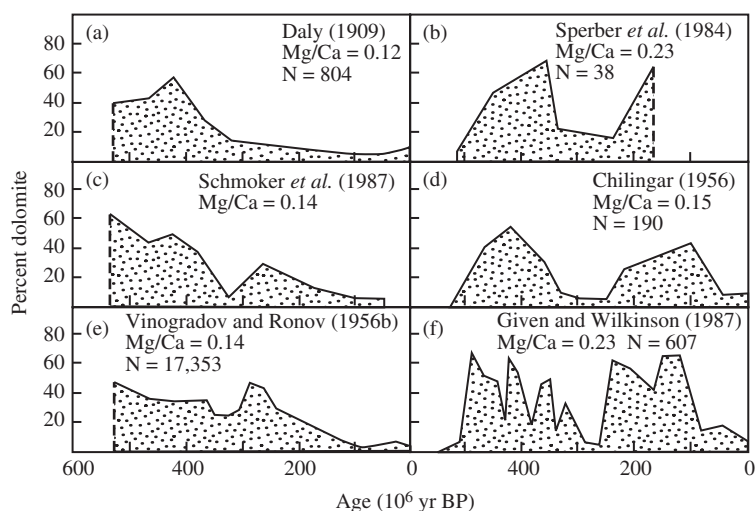 (a) Daly (1909)
Mg/Ca = 0.12
N = 804
(b) Sperber et al. (1984)
Mg/Ca = 0.23
N = 38
80
60
40
20
(c) Schmoker et al. (1987)
Mg/Ca = 0.14
(d) Chilingar (1956)
Mg/Ca = 0.15
N = 190
80
60
40
20
Percent dolomite
(e) Vinogradov and Ronov (1956b)
Mg/Ca = 0.14
N = 17,353
(f) Given and Wilkinson (1987)
Mg/Ca = 0.23 N = 607
80
60
40
20
600 400 200 0 400 200 0
Age (10⁶ yr BP)